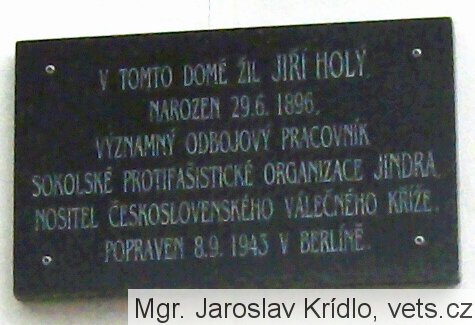 V TOMTO DOMĚ ŽIL JIŘÍ HOLÝ,
NAROZEN 29.6. 1896,
VÝZNAMNÝ ODBOJOVÝ PRACOVNÍK
SOKOLSKÉ PROTIFAŠISTICKÉ ORGANIZACE JINDRA,
NOSITEL ČESKOSLOVENSKÉHO VÁLEČNÉHO KŘÍŽE.
POPRAVEN 8.9. 1943 V BERLÍNĚ.
Mgr. Jaroslav Krídlo, vets.cz